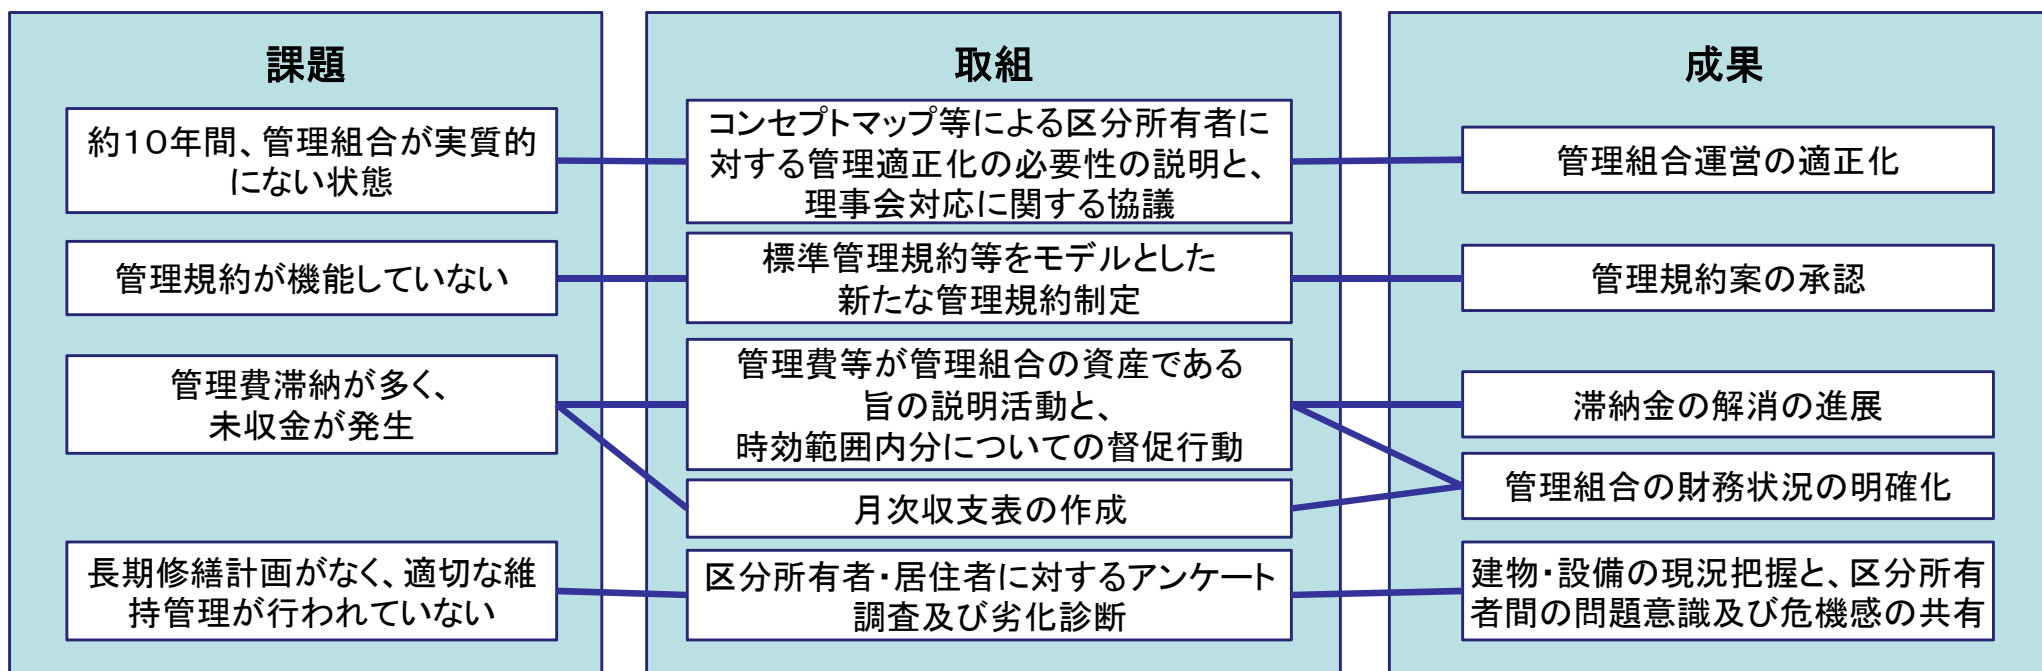 課題
約10年間、管理組合が実質的
にない状態
管理規約が機能していない
管理費滞納が多く、
未収金が発生
長期修繕計画がなく、適切な維
持管理が行われていない
取組
コンセプトマップ等による区分所有者に
対する管理適正化の必要性の説明と、
理事会対応に関する協議
標準管理規約等をモデルとした
新たな管理規約制定
管理費等が管理組合の資産である
旨の説明活動と、
時効範囲内分についての督促行動
月次収支表の作成
区分所有者・居住者に対するアンケート
調査及び劣化診断
成果
管理組合運営の適正化
管理規約案の承認
滞納金の解消の進展
管理組合の財務状況の明確化
建物・設備の現況把握と、区分所有
者間の問題意識及び危機感の共有